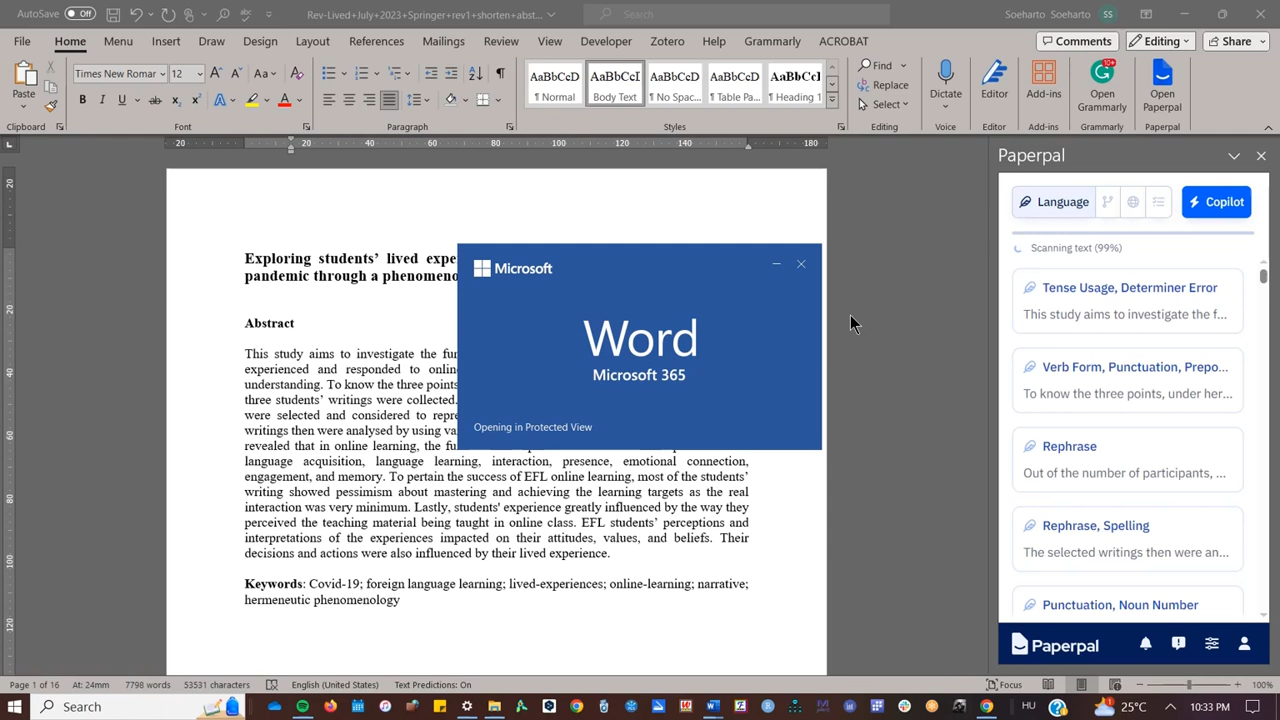 AutoSave Off Rev-Lived +July +2023+Springer rev1+shorten+abst... Search Soeharto Soeharto SS
File Home Menu Insert Draw Design Layout References Mailings Review View Developer Zotero Help Grammarly ACROBAT Comments Editing Share
Times New Roman 12
Paste
AaBbCcD AaBbCcI AaBbCcD AaBbCcD AaBbCcI
¶ Normal Body Text ¶ No Spac... ¶ Table Pa... ¶ Heading 1
Find
Replace
Select
Dictate
Editor
Add-ins
Open Grammarly
Open Paperpal
Clipboard Font Paragraph Styles Editing Voice Editor Add-ins Grammarly Paperpal
20 20 40 60 80 100 120 140 180
Paperpal
Language Copilot
Scanning text (99%)
Tense Usage, Determiner Error
This study aims to investigate the f...
Verb Form, Punctuation, Prepo...
To know the three points, under her...
Rephrase
Out of the number of participants, ...
Rephrase, Spelling
The selected writings then were an...
Punctuation, Noun Number
Paperpal
Exploring students’ lived expe
pandemic through a phenomeno
Abstract
This study aims to investigate the fu
experienced and responded to onlin
understanding. To know the three points
three students’ writings were collected.
were selected and considered to repre
writings then were analysed by using va
revealed that in online learning, the fu
language acquisition, language learning, interaction, presence, emotional connection,
engagement, and memory. To pertain the success of EFL online learning, most of the students’
writing showed pessimism about mastering and achieving the learning targets as the real
interaction was very minimum. Lastly, students' experience greatly influenced by the way they
perceived the teaching material being taught in online class. EFL students’ perceptions and
interpretations of the experiences impacted on their attitudes, values, and beliefs. Their
decisions and actions were also influenced by their lived experience.
Keywords: Covid-19; foreign language learning; lived-experiences; online-learning; narrative;
hermeneutic phenomenology
Microsoft
Word
Microsoft 365
Opening in Protected View
Page 1 of 16 At: 24mm 7798 words 53531 characters English (United States) Text Predictions: On Focus 100%
Search 25°C HU 10:33 PM